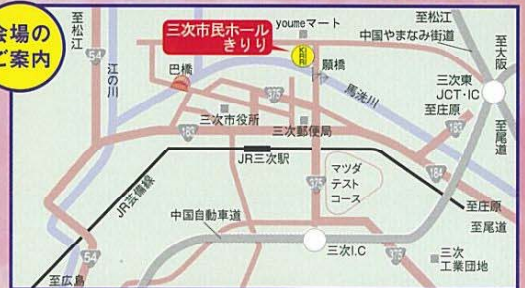 会場の
ご案内
至松江
54
江の川
三次市民ホール
きりり
youmeマート
KIRIRI
願橋
巴橋
375
馬洗川
183
三次市役所
三次郵便局
JR三次駅
375
マツダ
テスト
コース
JR芸備線
中国自動車道
三次I.C
54
至広島
至松江
中国やまなみ街道
至大阪
三次東
JCT・IC
至庄原
183
至尾道
184
至庄原
至尾道
375
三次
工業団地